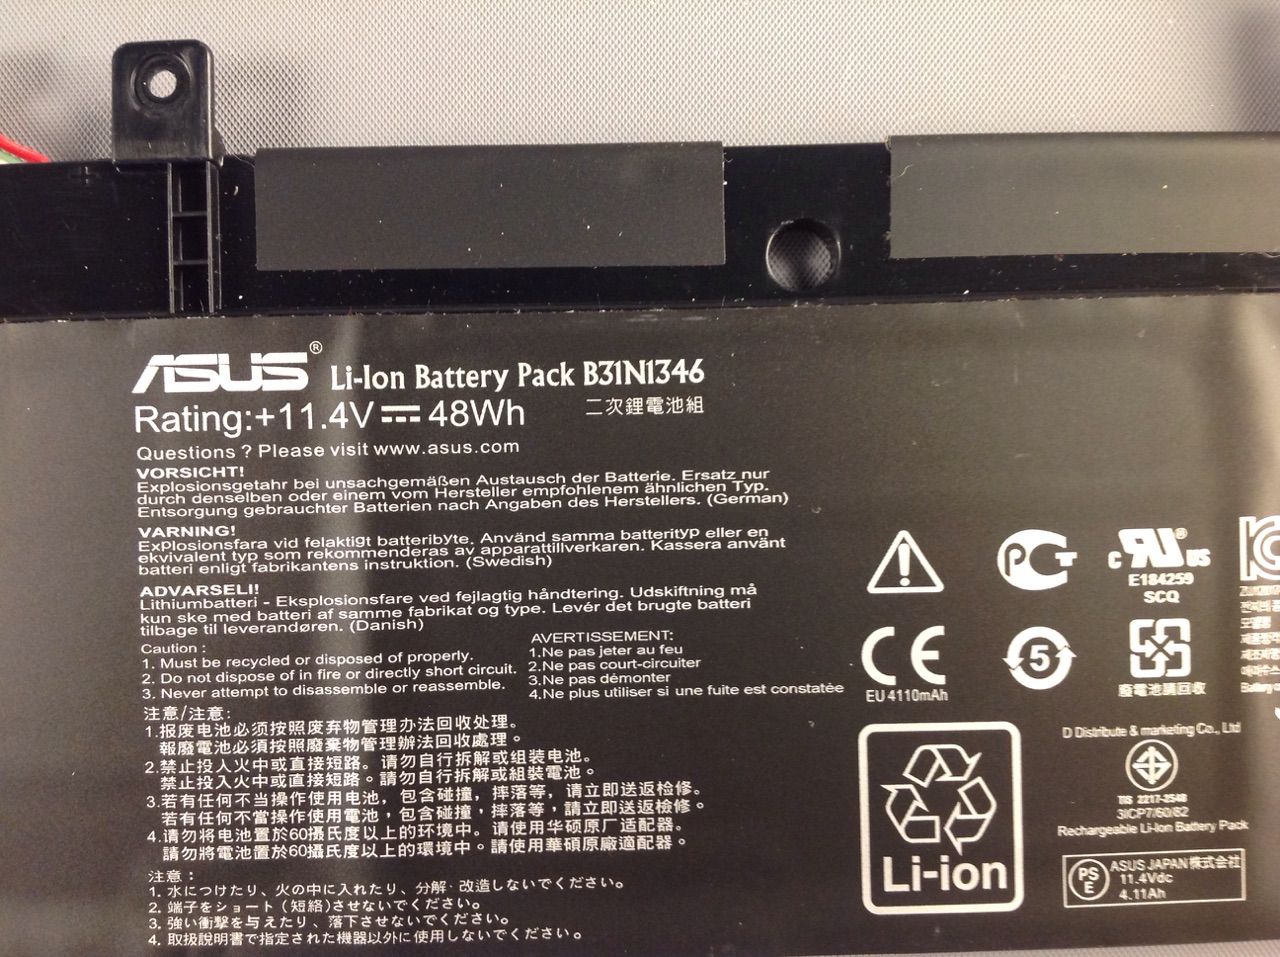 ASUS® Li-Ion Battery Pack B31N1346
Rating:+11.4V⎓48Wh 二次鋰電池組
Questions ? Please visit www.asus.com
VORSICHT!
Explosionsgetahr bei unsachgemäßen Austausch der Batterie. Ersatz nur
durch denselben oder einem vom Hersteller empfohlenem ähnlichen Typ.
Entsorgung gebrauchter Batterien nach Angaben des Herstellers. (German)
VARNING!
Explosionsfara vid felaktigt batteribyte. Använd samma batterityp eller en
ekvivalent typ som rekommenderas av apparattillverkaren. Kassera använt
batteri enligt fabrikantens instruktion. (Swedish)
ADVARSELI!
Lithiumbatteri - Eksplosionsfare ved fejlagtig håndtering. Udskiftning må
kun ske med batteri af samme fabrikat og type. Levér det brugte batteri
tilbage til leverandøren. (Danish)
Caution :
1. Must be recycled or disposed of properly.
2. Do not dispose of in fire or directly short circuit.
3. Never attempt to disassemble or reassemble.
AVERTISSEMENT:
1.Ne pas jeter au feu
2.Ne pas court-circuiter
3.Ne pas démonter
4.Ne plus utiliser si une fuite est constatée
注意/注意:
1.报废电池必须按照废弃物管理办法回收处理。
報廢電池必須按照廢棄物管理辦法回收處理。
2.禁止投入火中或直接短路。请勿自行拆解或组装电池。
禁止投入火中或直接短路。請勿自行拆解或組裝電池。
3.若有任何不当操作使用电池，包含碰撞，摔落等，请立即送返检修。
若有任何不當操作使用電池，包含碰撞，摔落等，請立即送返檢修。
4.请勿将电池置於60攝氏度以上的环境中。请使用华硕原厂适配器。
請勿將電池置於60攝氏度以上的環境中。請使用華碩原廠適配器。
注意：
1. 水につけたり、火の中に入れたり、分解·改造しないでください。
2. 端子をショート（短絡）させないでください。
3. 強い衝撃を与えたり、落下させないでください。
4. 取扱説明書で指定された機器以外に使用しないでください。
PCT
c RU® US
E184259
SCQ
CE
EU 4110mAh
5
廢電池請回收
Li-ion
D Distribute & marketing Co., Ltd
TIS 2217-2548
3ICP7/60/82
Rechargeable Li-Ion Battery Pack
PSE
ASUS JAPAN株式会社
11.4Vdc
4.11Ah